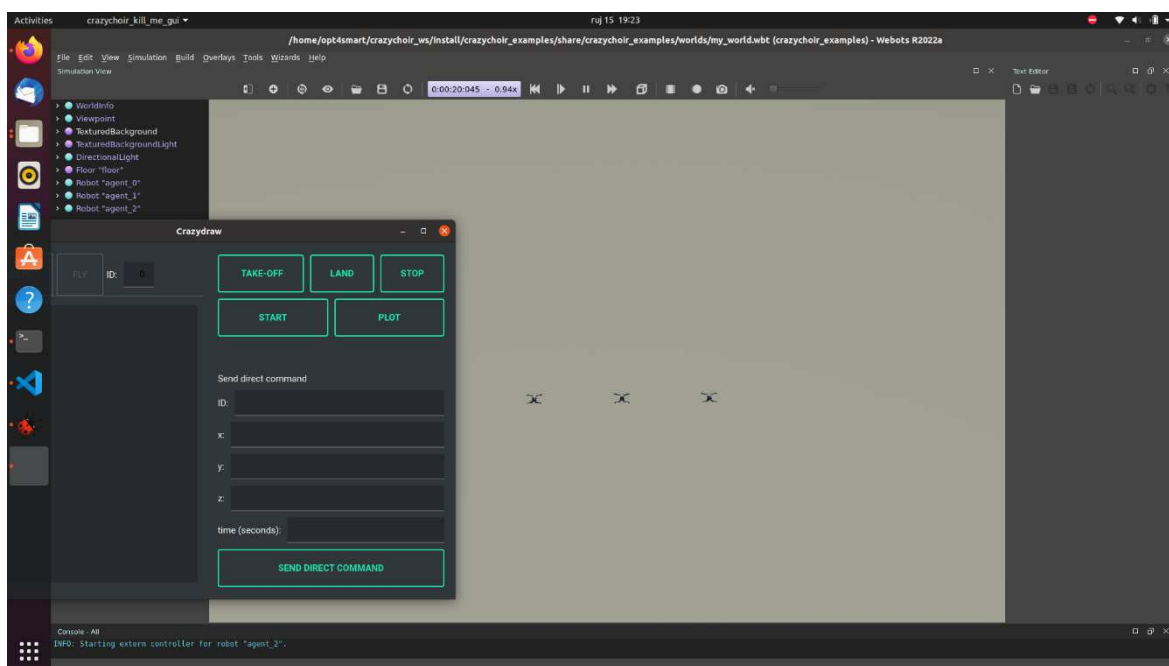 Activities crazychoir_kill_me_gui ruj 15 19:23
/home/opt4smart/crazychoir_ws/install/crazychoir_examples/share/crazychoir_examples/worlds/my_world.wbt (crazychoir_examples) - Webots R2022a
File Edit View Simulation Build Overlays Tools Wizards Help
Simulation View Text Editor
0:00:20:045 - 0.94x
WorldInfo
Viewpoint
TexturedBackground
TexturedBackgroundLight
DirectionalLight
Floor "floor"
Robot "agent_0"
Robot "agent_1"
Robot "agent_2"
Crazydraw
FLY ID: 0 TAKE-OFF LAND STOP
START PLOT
Send direct command
ID:
x:
y:
z:
time (seconds):
SEND DIRECT COMMAND
Console - All
INFO: Starting extern controller for robot "agent_2".